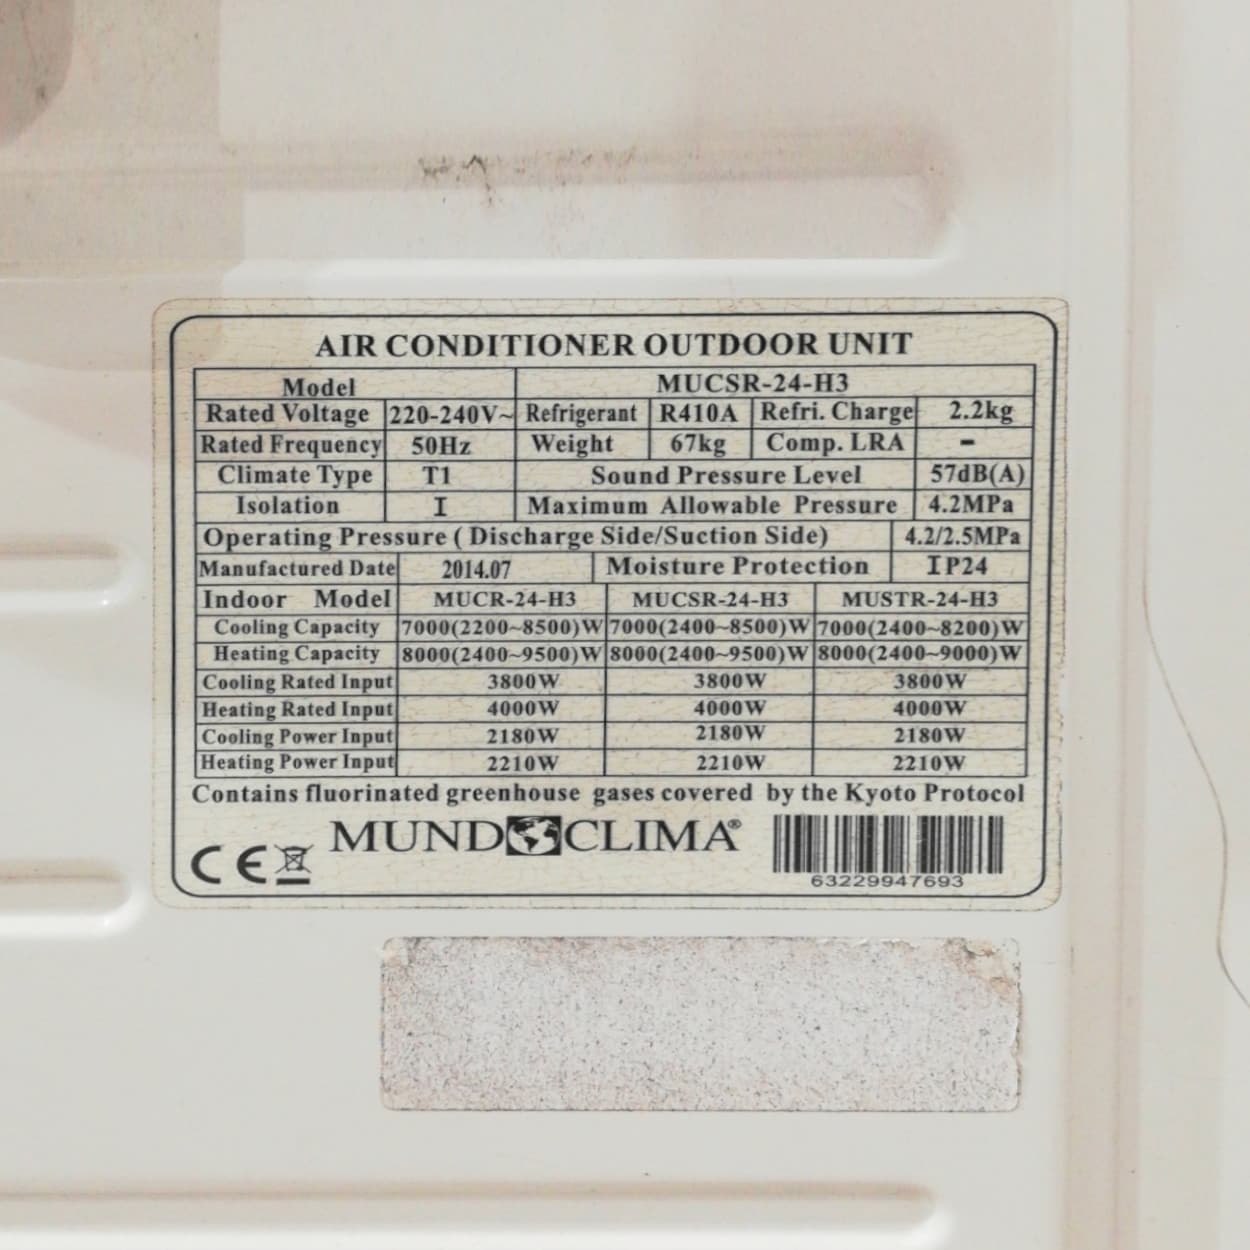 AIR CONDITIONER OUTDOOR UNIT
Model MUCSR-24-H3
Rated Voltage 220-240V~ Refrigerant R410A Refri. Charge 2.2kg
Rated Frequency 50Hz Weight 67kg Comp. LRA -
Climate Type T1 Sound Pressure Level 57dB(A)
Isolation I Maximum Allowable Pressure 4.2MPa
Operating Pressure ( Discharge Side/Suction Side) 4.2/2.5MPa
Manufactured Date 2014.07 Moisture Protection IP24
Indoor Model MUCR-24-H3 MUCSR-24-H3 MUSTR-24-H3
Cooling Capacity 7000(2200~8500)W 7000(2400~8500)W 7000(2400~8200)W
Heating Capacity 8000(2400~9500)W 8000(2400~9500)W 8000(2400~9000)W
Cooling Rated Input 3800W 3800W 3800W
Heating Rated Input 4000W 4000W 4000W
Cooling Power Input 2180W 2180W 2180W
Heating Power Input 2210W 2210W 2210W
Contains fluorinated greenhouse gases covered by the Kyoto Protocol
CE MUNDOCLIMA®
63229947693